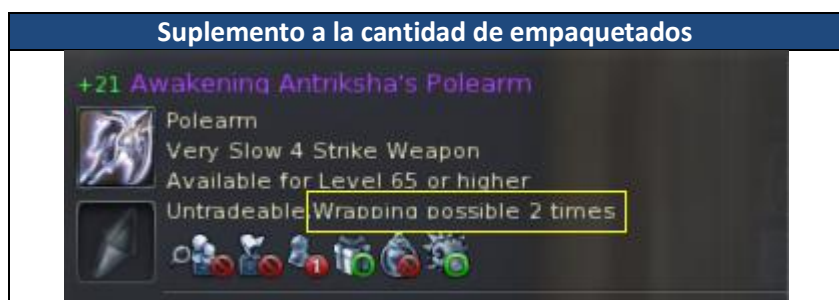 Suplemento a la cantidad de empaquetados
+21 Awakening Antriksha's Polearm
Polearm
Very Slow 4 Strike Weapon
Available for Level 65 or higher
Untradeable,Wrapping possible 2 times
1